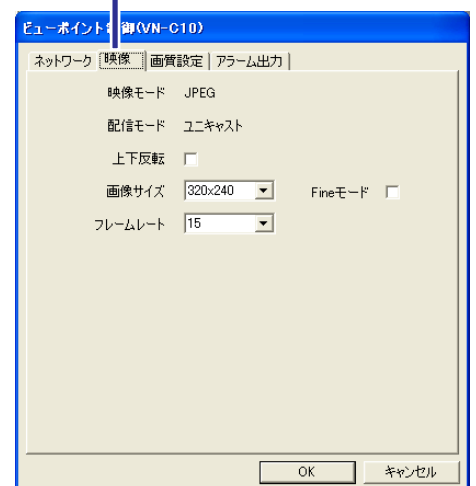 ビューポイント制御(VN-C10)
ネットワーク 映像 画質設定 アラーム出力
映像モード JPEG
配信モード ユニキャスト
上下反転
画像サイズ 320x240 Fineモード
フレームレート 15
OK キャンセル